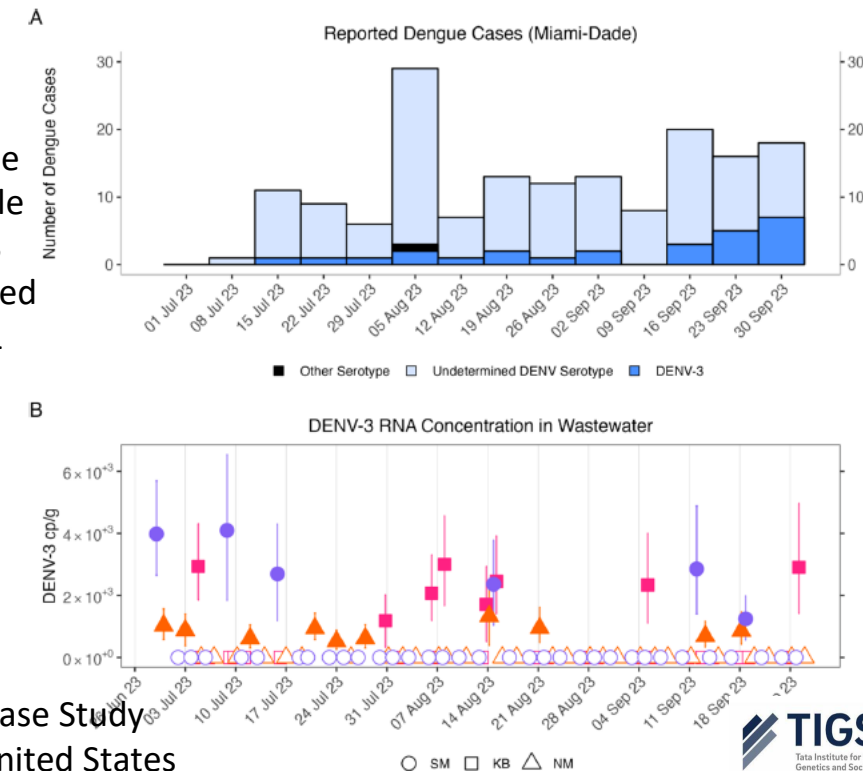 A
Reported Dengue Cases (Miami-Dade)
Number of Dengue Cases
30
20
10
0
30
20
10
0
01 Jul 23
08 Jul 23
15 Jul 23
22 Jul 23
29 Jul 23
05 Aug 23
12 Aug 23
19 Aug 23
26 Aug 23
02 Sep 23
09 Sep 23
16 Sep 23
23 Sep 23
30 Sep 23
Other Serotype Undetermined DENV Serotype DENV-3
B
DENV-3 RNA Concentration in Wastewater
DENV-3 cp/g
6×10+3
4×10+3
2×10+3
0×10+0
Jun 23
03 Jul 23
10 Jul 23
17 Jul 23
24 Jul 23
31 Jul 23
07 Aug 23
14 Aug 23
21 Aug 23
28 Aug 23
04 Sep 23
11 Sep 23
18 Sep 23
23
SM KB NM
ase Study
nited States
TIGS
Tata Institute for
Genetics and Soc